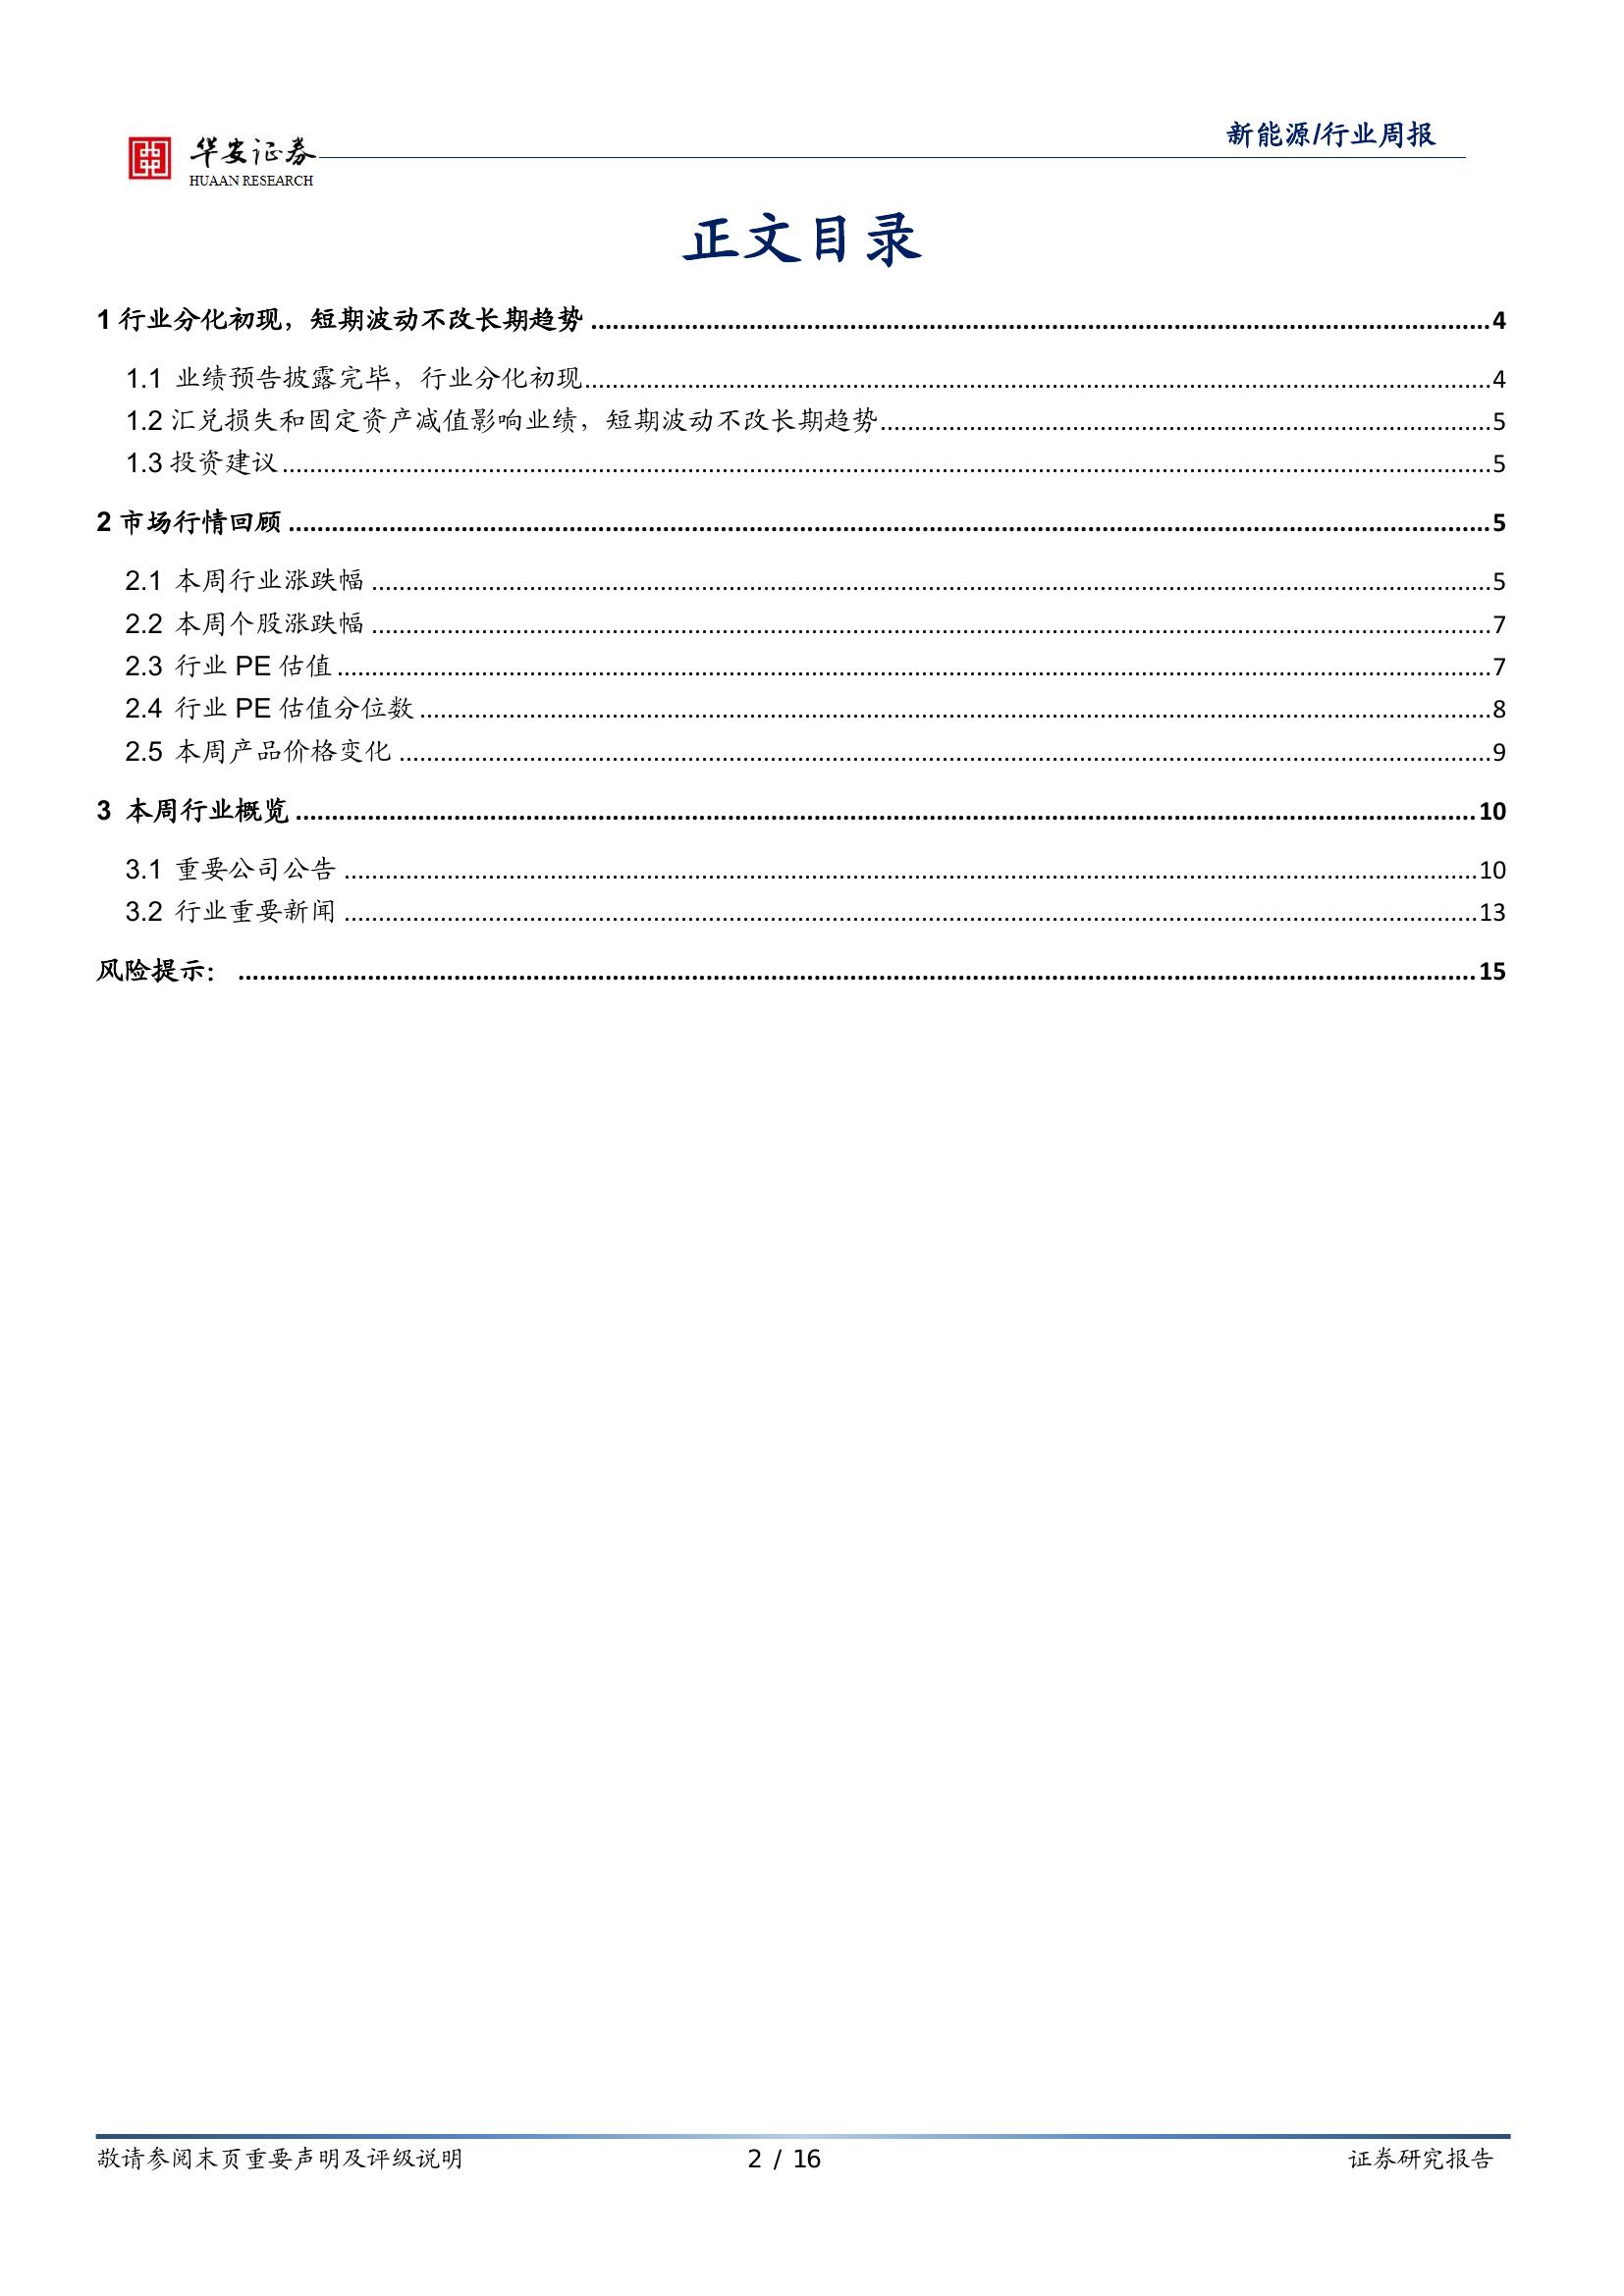 华安证券
HUAAN RESEARCH
新能源/行业周报
正文目录
1 行业分化初现，短期波动不改长期趋势 ........ 4
1.1 业绩预告披露完毕，行业分化初现 ........ 4
1.2 汇兑损失和固定资产减值影响业绩，短期波动不改长期趋势 ........ 5
1.3 投资建议 ........ 5
2 市场行情回顾 ........ 5
2.1 本周行业涨跌幅 ........ 5
2.2 本周个股涨跌幅 ........ 7
2.3 行业 PE 估值 ........ 7
2.4 行业 PE 估值分位数 ........ 8
2.5 本周产品价格变化 ........ 9
3 本周行业概览 ........ 10
3.1 重要公司公告 ........ 10
3.2 行业重要新闻 ........ 13
风险提示： ........ 15
敬请参阅末页重要声明及评级说明 2 / 16 证券研究报告